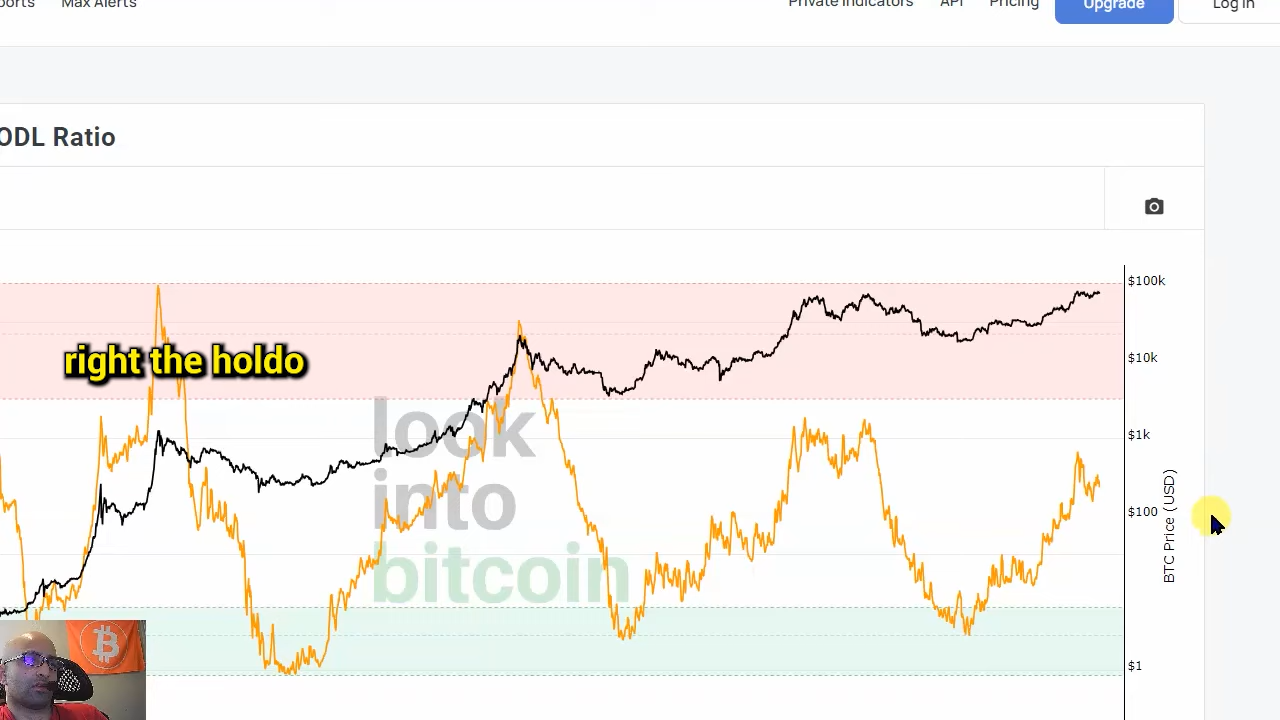 ports Max Alerts Private Indicators API Pricing Upgrade Log in
ODL Ratio
$100k
right the holdo
$10k
look
$1k
into
$100
BTC Price (USD)
bitcoin
$1